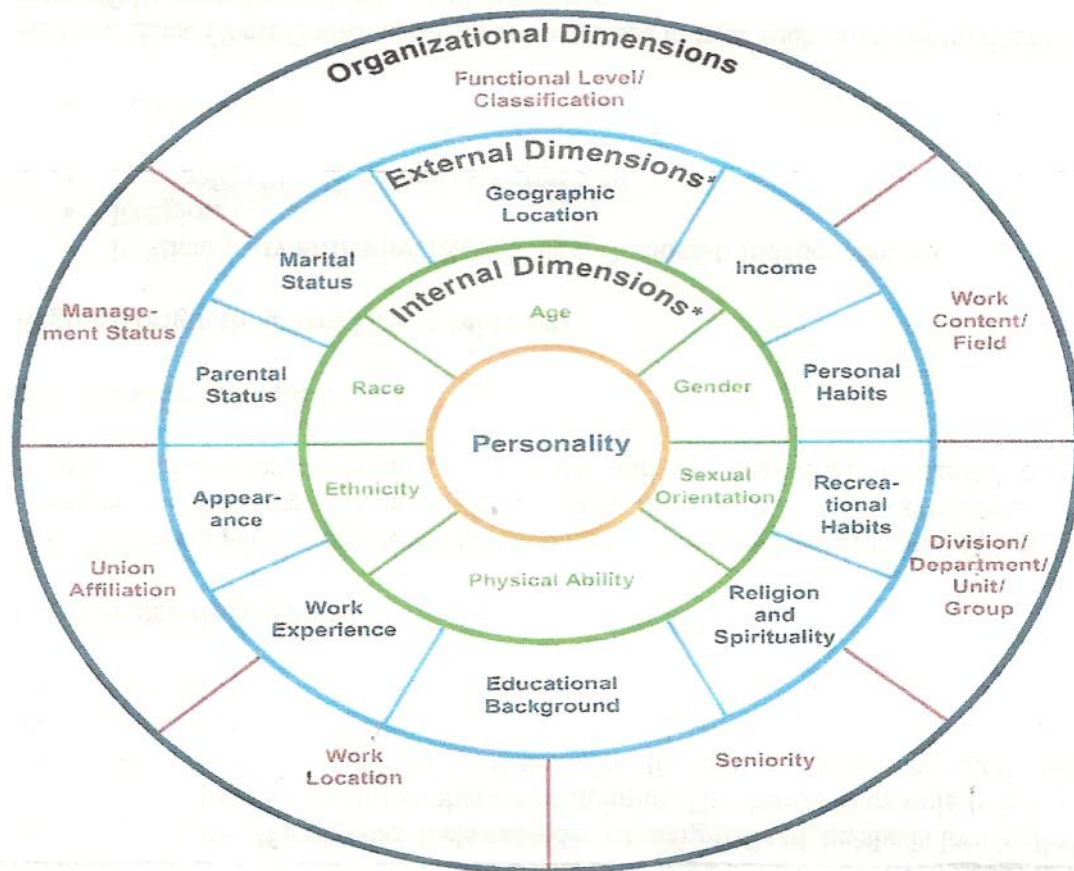 Organizational Dimensions
Functional Level/
Classification
External Dimensions*
Geographic
Location
Marital
Status
Income
Internal Dimensions*
Age
Manage-
ment Status
Work
Content/
Field
Parental
Status
Race
Gender
Personal
Habits
Personality
Appear-
ance
Ethnicity
Sexual
Orientation
Recrea-
tional
Habits
Union
Affiliation
Division/
Department/
Unit/
Group
Physical Ability
Work
Experience
Religion
and
Spirituality
Educational
Background
Work
Location
Seniority